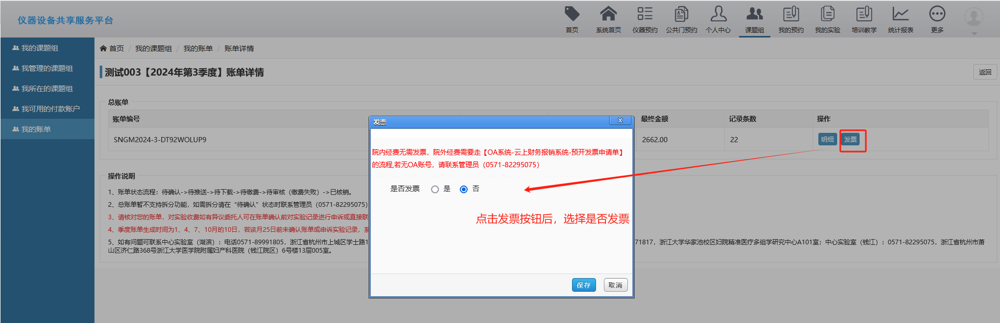 仪器设备共享服务平台
首页 系统首页 仪器预约 公共门预约 个人中心 课题组 我的预约 我的实验 培训教学 统计报表 更多
我的课题组
我管理的课题组
我所在的课题组
我可用的付款账户
我的账单
首页 / 我的课题组 / 我的账单 / 账单详情
测试003【2024年第3季度】账单详情
返回
总账单
账单编号 最终金额 记录条数 操作
SNGM2024-3-DT92WOLUP9 2662.00 22 明细 发票
操作说明
1、账单状态流程：待确认->待推送->待下载->待缴费->待审核（缴费失败）->已核销。
2、总账单暂不支持拆分功能，如需拆分请在“待确认”状态时联系管理员（0571-82295075）
3、请核对您的账单，对实验收费如有异议委托人可在账单确认前对实验记录进行申诉或直接联
4、季度账单生成时间为1、4、7、10月的10日，若该月25日前未确认账单或申诉实验记录，系
5、如有问题可联系中心实验室（湖滨）：电话0571-89991805，浙江省杭州市上城区学士路1 71817，浙江大学华家池校区妇院精准医疗多组学研究中心A101室；中心实验室（钱江）：0571-82295075，浙江省杭州市萧
山区济仁路368号浙江大学医学院附属妇产科医院（钱江院区）6号楼13层005室。
发票
x
院内经费无需发票，院外经费需要走【OA系统-云上财务报销系统-预开发票申请单】
的流程,若无OA账号，请联系管理员（0571-82295075）
是否发票 是 否
点击发票按钮后，选择是否发票
保存 取消